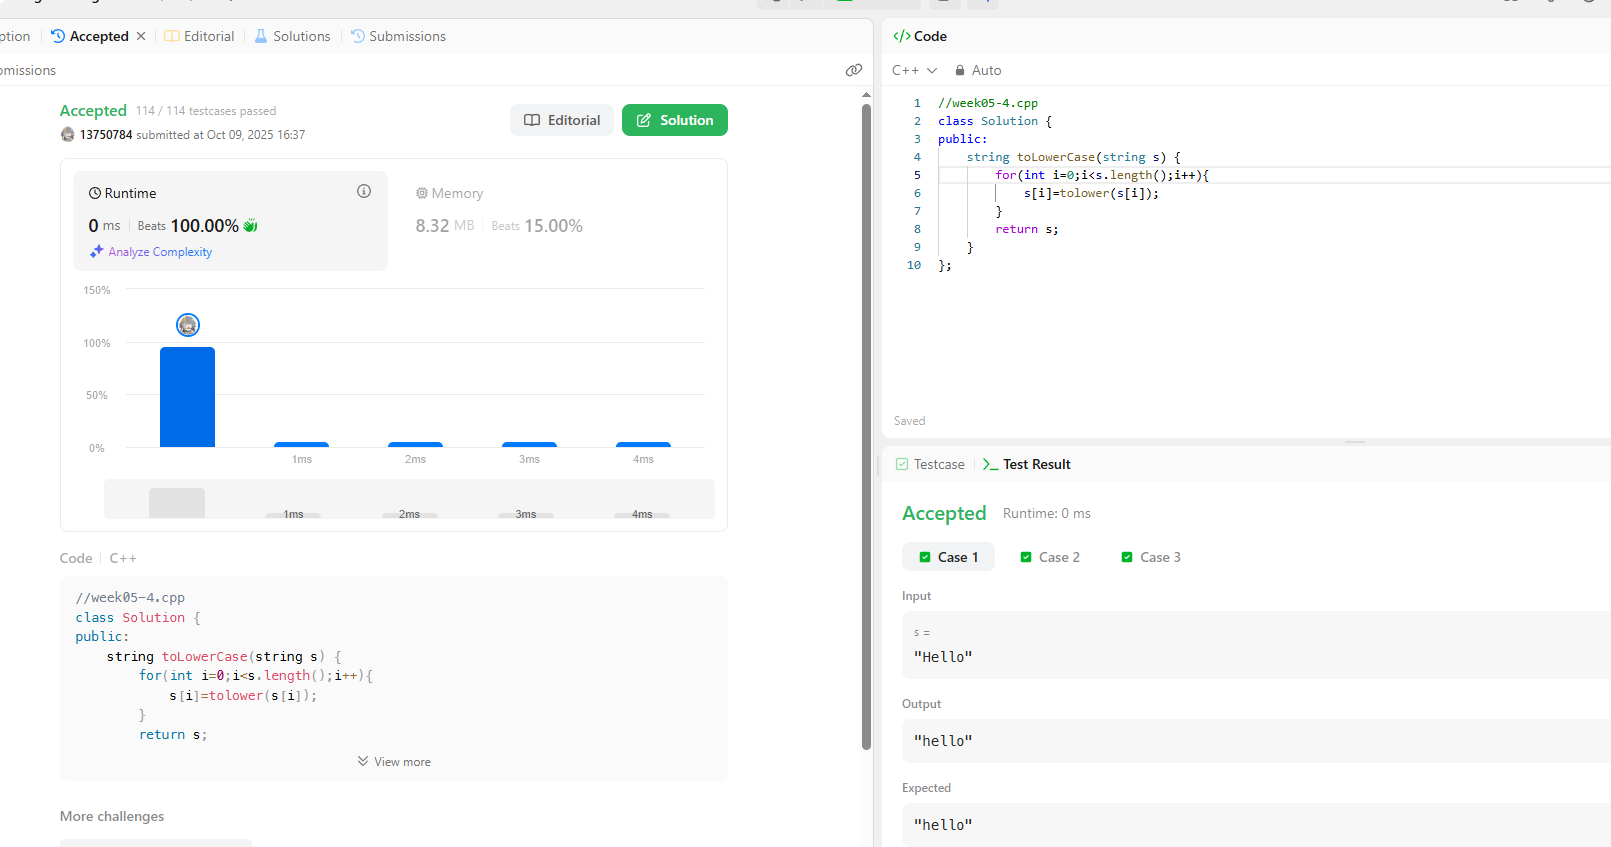 ption
Accepted
Editorial
Solutions
Submissions
omissions
Accepted 114 / 114 testcases passed
13750784 submitted at Oct 09, 2025 16:37
Editorial
Solution
Runtime
0 ms Beats 100.00%
Analyze Complexity
Memory
8.32 MB Beats 15.00%
150%
100%
50%
0%
1ms 2ms 3ms 4ms
1ms 2ms 3ms 4ms
Code C++
//week05-4.cpp
class Solution {
public:
    string toLowerCase(string s) {
        for(int i=0;i<s.length();i++){
            s[i]=tolower(s[i]);
        }
        return s;
View more
More challenges
</> Code
C++ Auto
1 //week05-4.cpp
2 class Solution {
3 public:
4     string toLowerCase(string s) {
5         for(int i=0;i<s.length();i++){
6             s[i]=tolower(s[i]);
7         }
8         return s;
9     }
10 };
Saved
Testcase
Test Result
Accepted Runtime: 0 ms
Case 1 Case 2 Case 3
Input
s =
"Hello"
Output
"hello"
Expected
"hello"